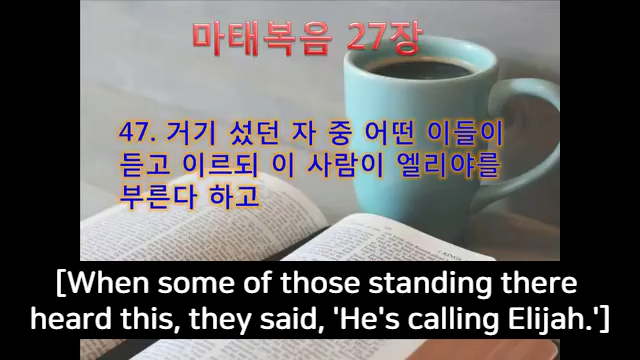 마태복음 27장
47. 거기 섰던 자 중 어떤 이들이
듣고 이르되 이 사람이 엘리야를
부른다 하고
[When some of those standing there
heard this, they said, 'He's calling Elijah.']